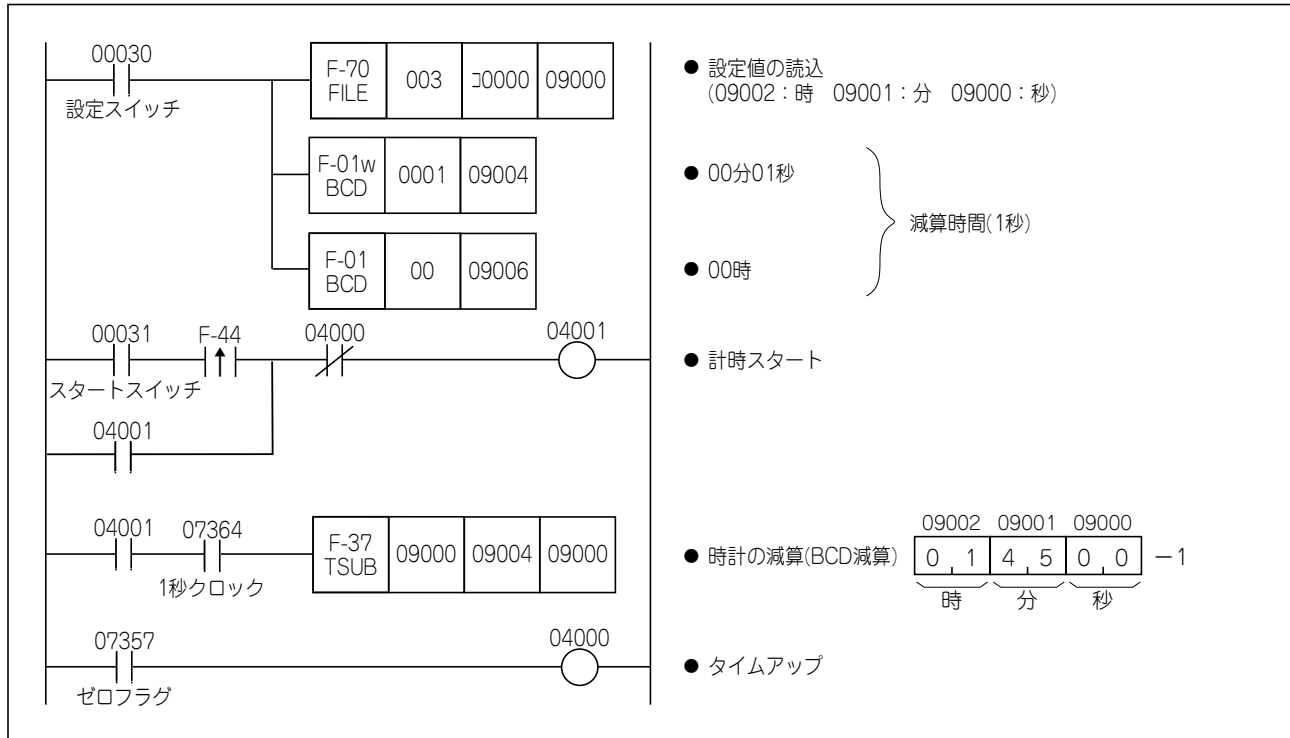 00030
設定スイッチ
F-70 FILE 003 コ0000 09000
● 設定値の読込
(09002：時 09001：分 09000：秒)
F-01w BCD 0001 09004
● 00分01秒
減算時間(1秒)
F-01 BCD 00 09006
● 00時
00031 F-44 04000 04001
スタートスイッチ
● 計時スタート
04001
04001 07364
1秒クロック
F-37 TSUB 09000 09004 09000
● 時計の減算(BCD減算)
09002 09001 09000
0 1 4 5 0 0 －1
時 分 秒
07357 04000
ゼロフラグ
● タイムアップ